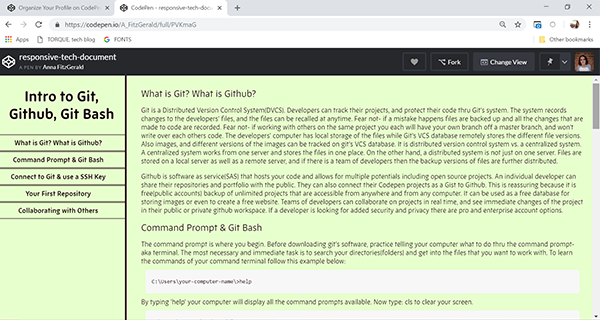 Organize Your Profile on CodePe
CodePen - responsive-tech-docu
https://codepen.io/A_FitzGerald/full/PVKmaG
Apps
Bookmarks
TORQUE, tech blog
FONTS
Other bookmarks
responsive-tech-document
A PEN BY Anna FitzGerald
Fork
Change View
Intro to Git,
Github, Git Bash
What is Git? What is Github?
Command Prompt & Git Bash
Connect to Git & use a SSH Key
Your First Repository
Collaborating with Others
What is Git? What is Github?
Git is a Distributed Version Control System(DVCS). Developers can track their projects, and protect their code thru Git's system. The system records
changes to the developers' files, and the files can be recalled at anytime. Fear not- if a mistake happens files are backed up and all the changes that are
made to code are recorded. Fear not- if working with others on the same project you each will have your own branch off a master branch, and won't
write over each others code. The developers' computer has local storage of the files while Git's VCS database remotely stores the different file versions.
Also images, and different versions of the images can be tracked on git's VCS database. It is distributed version control system vs. a centralized system.
A centralized system works from one server and stores the files in one place. On the other hand, a distributed system is not just on one server. Files are
stored on a local server as well as a remote server, and if there is a team of developers then the backup versions of files are further distributed.
Github is software as service(SAS) that hosts your code and allows for multiple potentials including open source projects. An individual developer can
share their repositories and portfolio with the public. They can also connect their Codepen projects as a Gist to Github. This is reassuring because it is
free(public accounts) backup of unlimited projects that are accessible from anywhere and from any computer. It can be used as a free database for
storing images or even to create a free website. Teams of developers can collaborate on projects in real time, and see immediate changes of the project
in their public or private github workspace. If a developer is looking for added security and privacy there are pro and enterprise account options.
Command Prompt & Git Bash
The command prompt is where you begin. Before downloading git's software, practice telling your computer what to do thru the command prompt-
aka terminal. The most necessary and immediate task is to search your directories(folders) and get into the files that you want to work with. To learn
the commands of your command terminal follow this example below:
C:\Users\your-computer-name\>help
By typing 'help' your computer will display all the command prompts available. Now type: cls to clear your screen.